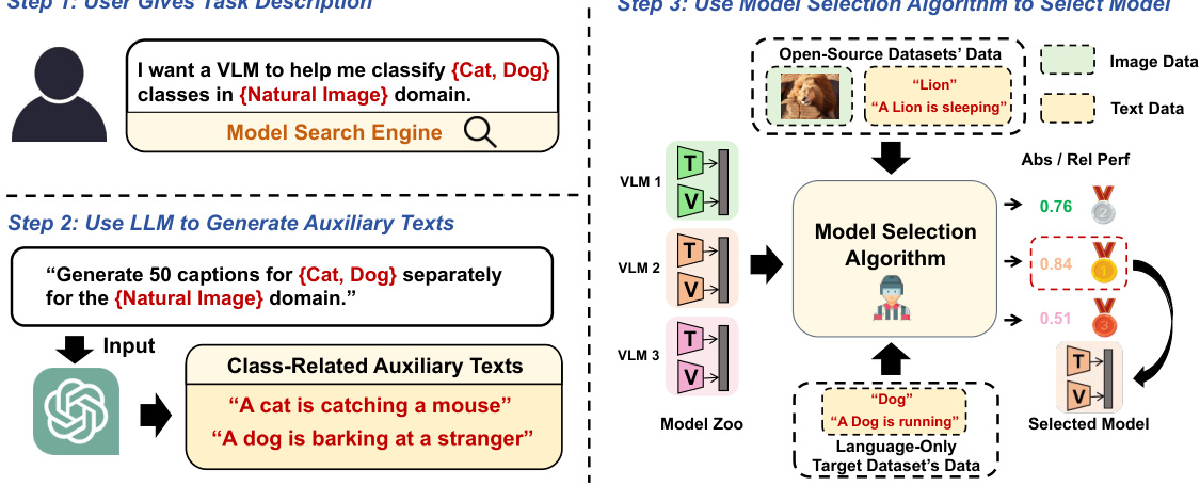 Step 1: User Gives Task Description
I want a VLM to help me classify {Cat, Dog}
classes in {Natural Image} domain.
Model Search Engine
Step 2: Use LLM to Generate Auxiliary Texts
“Generate 50 captions for {Cat, Dog} separately
for the {Natural Image} domain.”
Input
Class-Related Auxiliary Texts
“A cat is catching a mouse”
“A dog is barking at a stranger”
Step 3: Use Model Selection Algorithm to Select Model
Open-Source Datasets’ Data
“Lion”
“A Lion is sleeping”
Image Data
Text Data
VLM 1
T
V
VLM 2
T
V
VLM 3
T
V
Model Zoo
Model Selection
Algorithm
Abs / Rel Perf
0.76
2
0.84
1
0.51
3
T
V
Selected Model
“Dog”
“A Dog is running”
Language-Only
Target Dataset’s Data